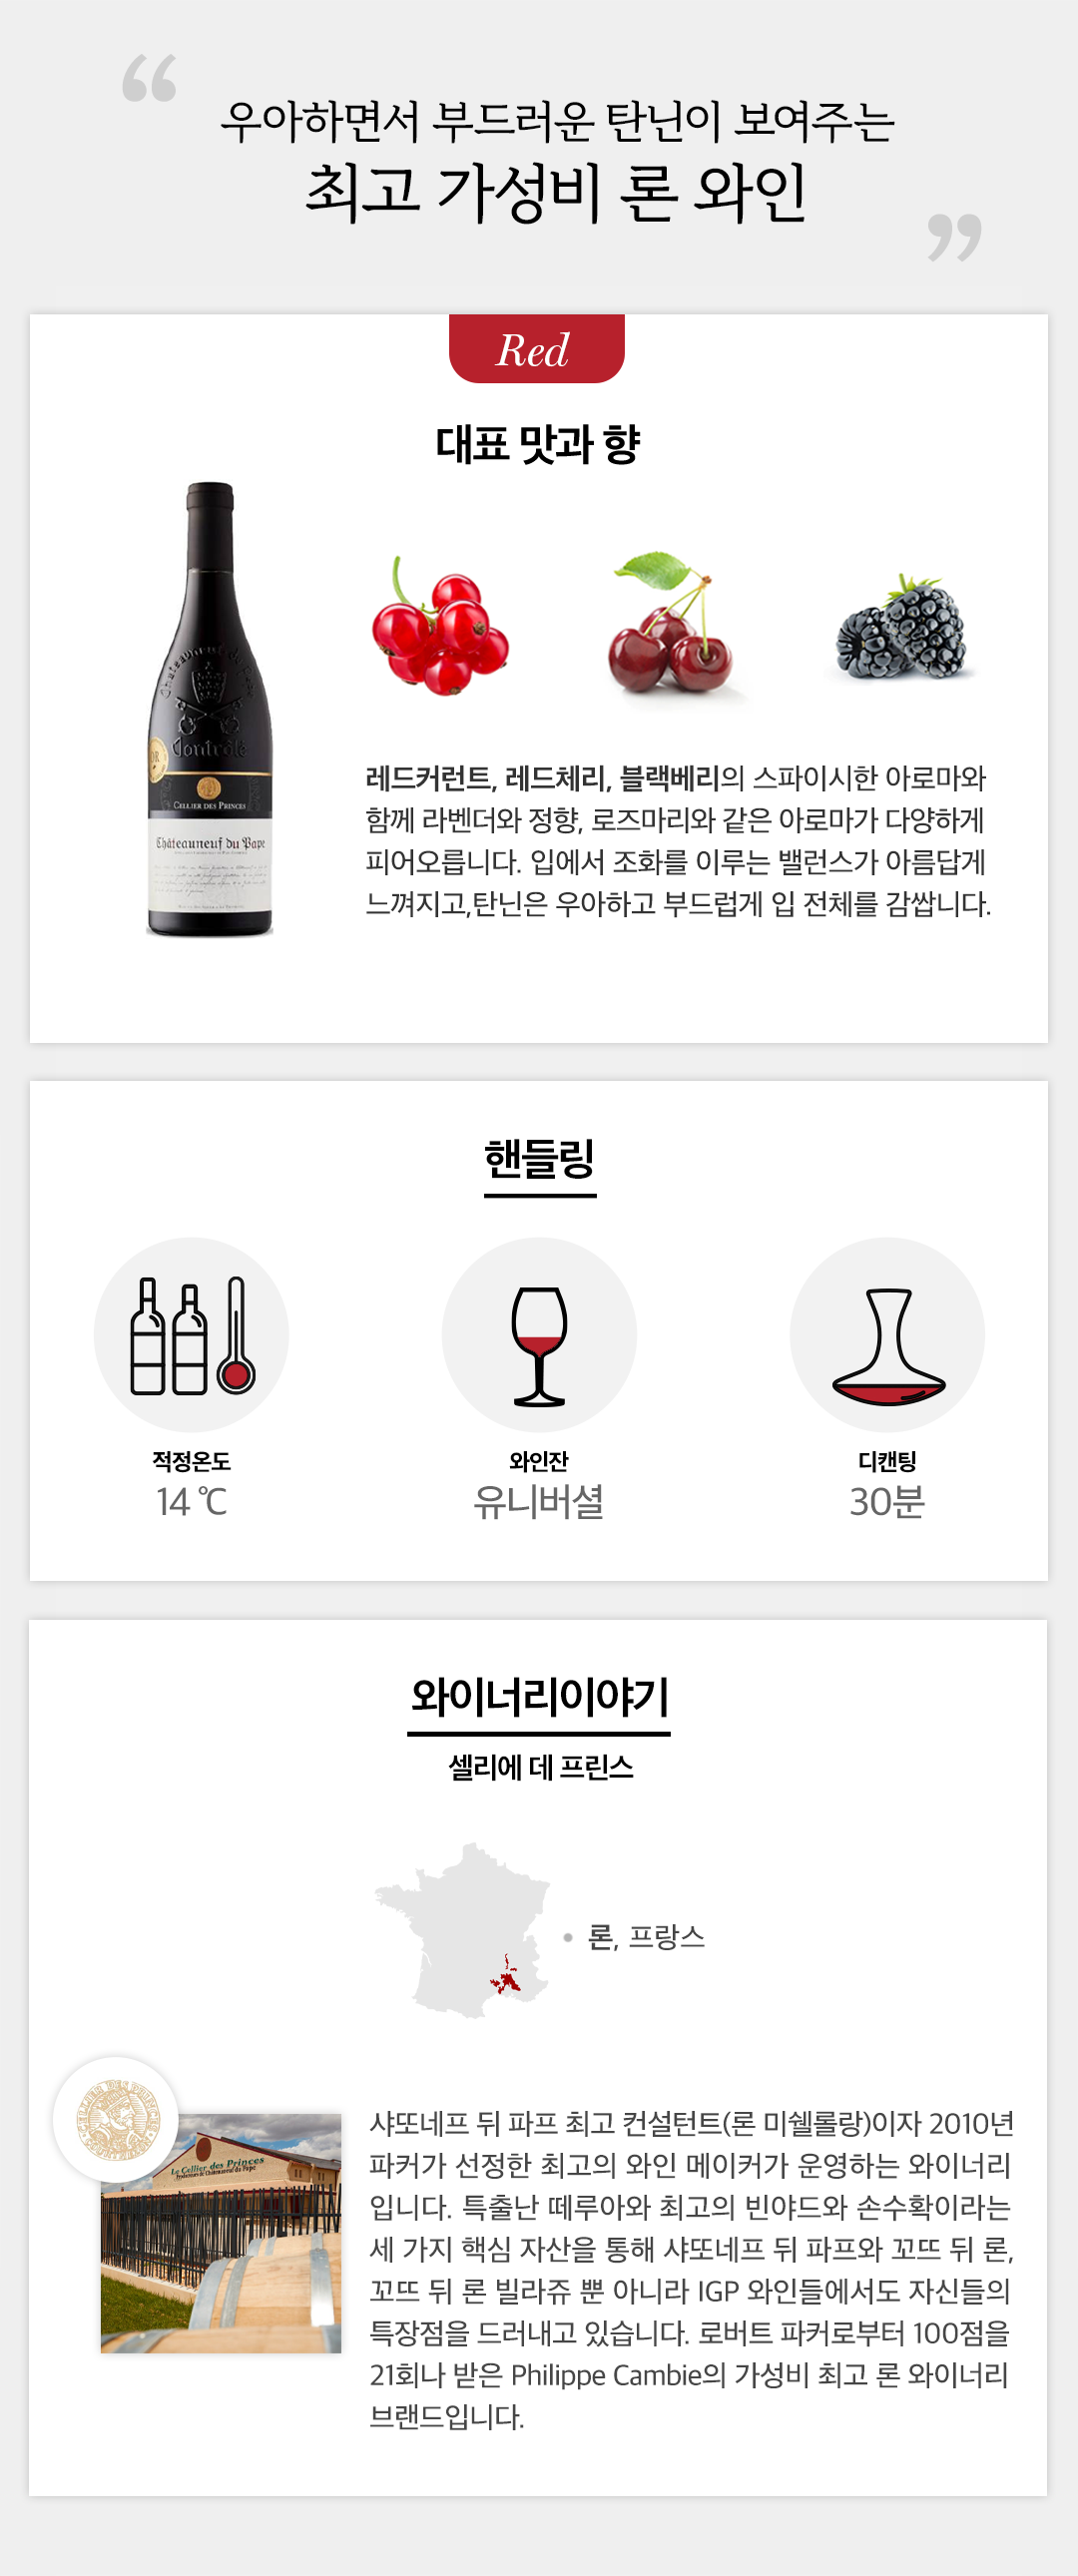 “
우아하면서 부드러운 탄닌이 보여주는
최고 가성비 론 와인
”
Red
대표 맛과 향
Châteauneuf du Pape
Contrôlé
CELLIER DES PRINCES
Châteauneuf du Pape
레드커런트, 레드체리, 블랙베리의 스파이시한 아로마와
함께 라벤더와 정향, 로즈마리와 같은 아로마가 다양하게
피어오릅니다. 입에서 조화를 이루는 밸런스가 아름답게
느껴지고,탄닌은 우아하고 부드럽게 입 전체를 감쌉니다.
핸들링
적정온도
14 ℃
와인잔
유니버셜
디캔팅
30분
와이너리이야기
셀리에 데 프린스
론, 프랑스
CELLIER DES PRINCES
Le Cellier des Princes
Producteurs de Châteauneuf du Pape
샤또네프 뒤 파프 최고 컨설턴트(론 미쉘롤랑)이자 2010년
파커가 선정한 최고의 와인 메이커가 운영하는 와이너리
입니다. 특출난 떼루아와 최고의 빈야드와 손수확이라는
세 가지 핵심 자산을 통해 샤또네프 뒤 파프와 꼬뜨 뒤 론,
꼬뜨 뒤 론 빌라쥬 뿐 아니라 IGP 와인들에서도 자신들의
특장점을 드러내고 있습니다. 로버트 파커로부터 100점을
21회나 받은 Philippe Cambie의 가성비 최고 론 와이너리
브랜드입니다.